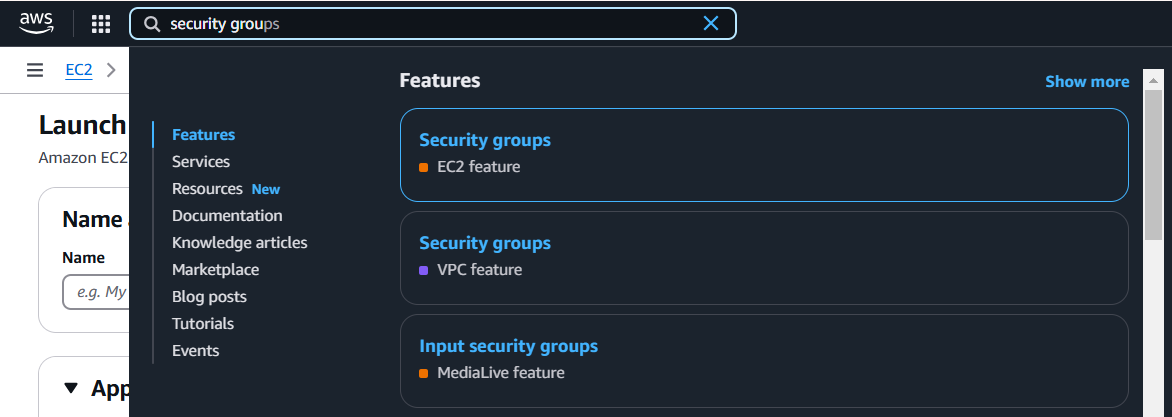 aws
security groups
EC2
Launch
Amazon EC2
Name
Name
e.g. My
App
Features
Services
Resources New
Documentation
Knowledge articles
Marketplace
Blog posts
Tutorials
Events
Features
Show more
Security groups
EC2 feature
Security groups
VPC feature
Input security groups
MediaLive feature